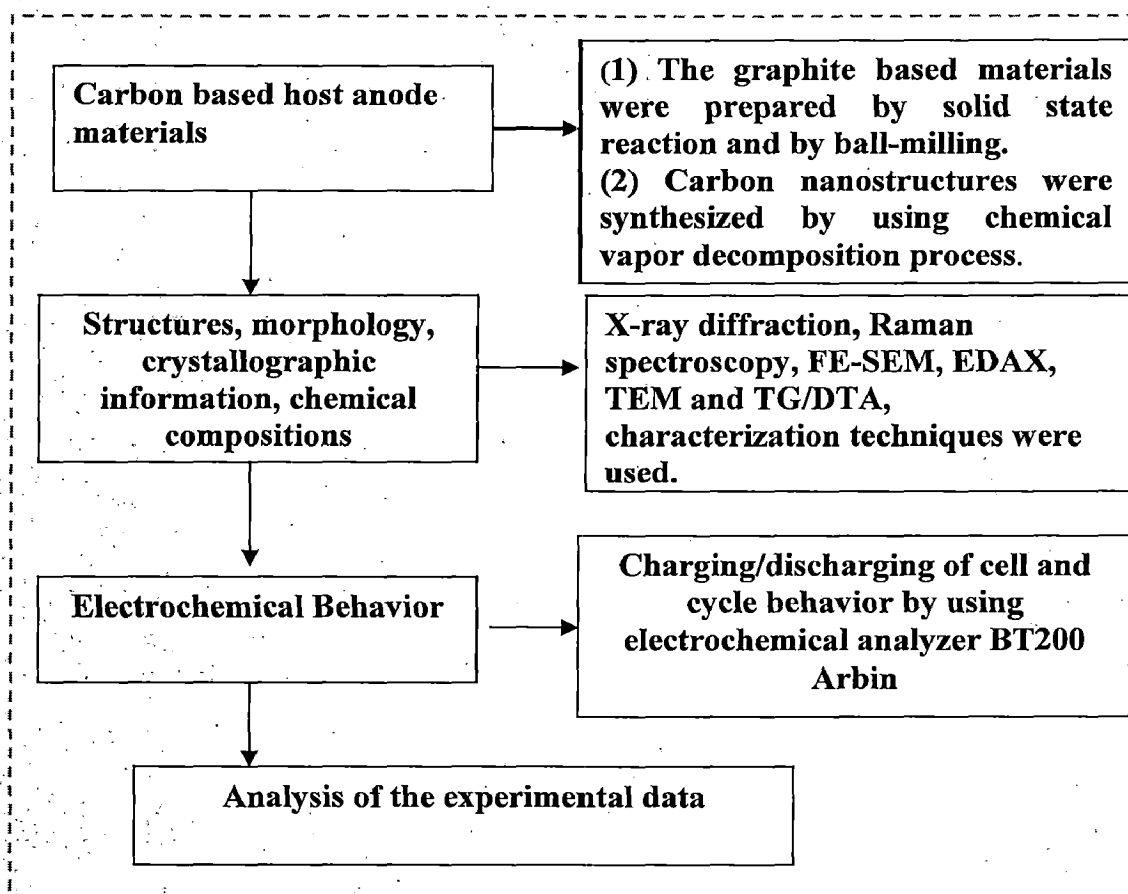 Carbon based host anode
materials
(1) The graphite based materials
were prepared by solid state
reaction and by ball-milling.
(2) Carbon nanostructures were
synthesized by using chemical
vapor decomposition process.
Structures, morphology,
crystallographic
information, chemical
compositions
X-ray diffraction, Raman
spectroscopy, FE-SEM, EDAX,
TEM and TG/DTA,
characterization techniques were
used.
Electrochemical Behavior
Charging/discharging of cell and
cycle behavior by using
electrochemical analyzer BT200
Arbin
Analysis of the experimental data